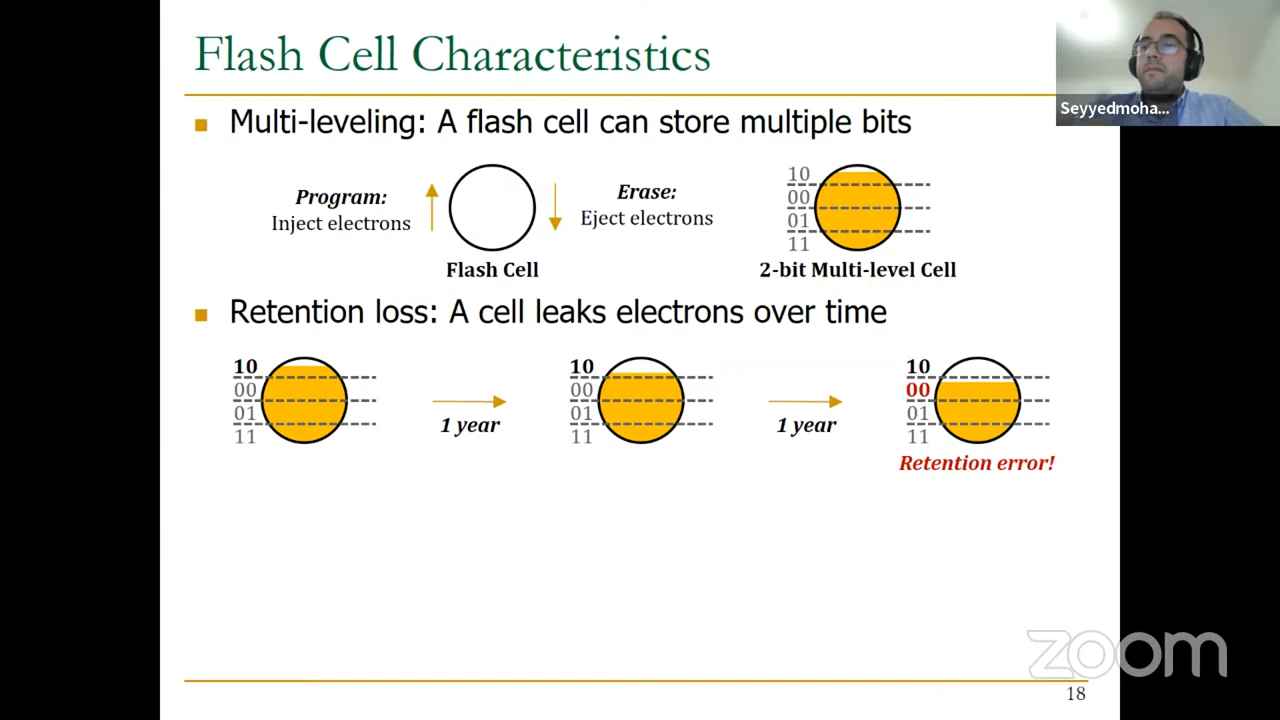 Flash Cell Characteristics
Seyyedmoha...
Multi-leveling: A flash cell can store multiple bits
Program:
Inject electrons
Flash Cell
Erase:
Eject electrons
10
00
01
11
2-bit Multi-level Cell
Retention loss: A cell leaks electrons over time
10
00
01
11
1 year
10
00
01
11
1 year
10
00
01
11
Retention error!
zoom
18